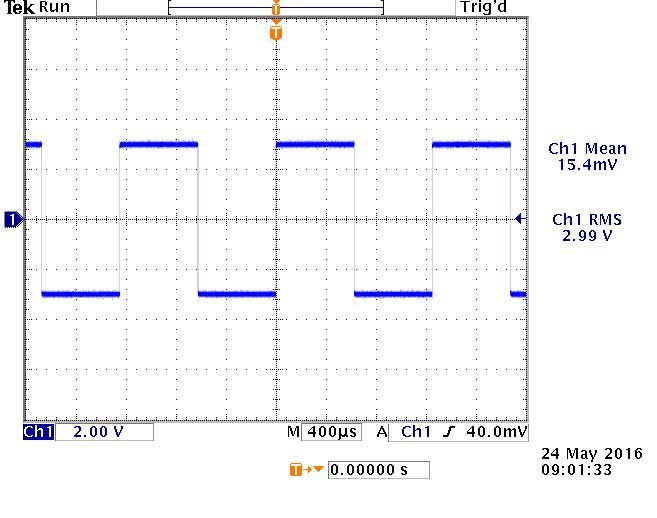 Tek Run Trig'd
T
T
Ch1 Mean
15.4mV
1
Ch1 RMS
2.99 V
Ch1 2.00 V M 400µs A Ch1 40.0mV
24 May 2016
T 0.00000 s
09:01:33